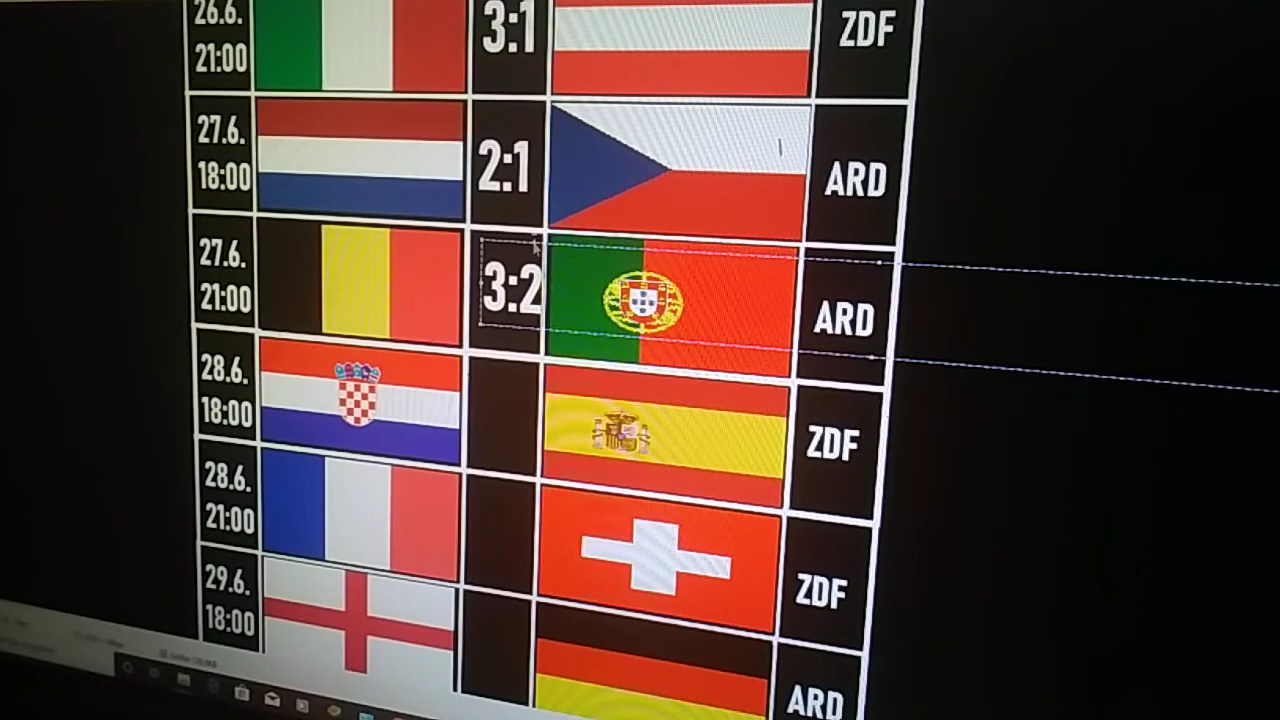 26.6.
21:00
3:1
ZDF
27.6.
18:00
2:1
ARD
27.6.
21:00
3:2
ARD
28.6.
18:00
ZDF
28.6.
21:00
ZDF
29.6.
18:00
ARD